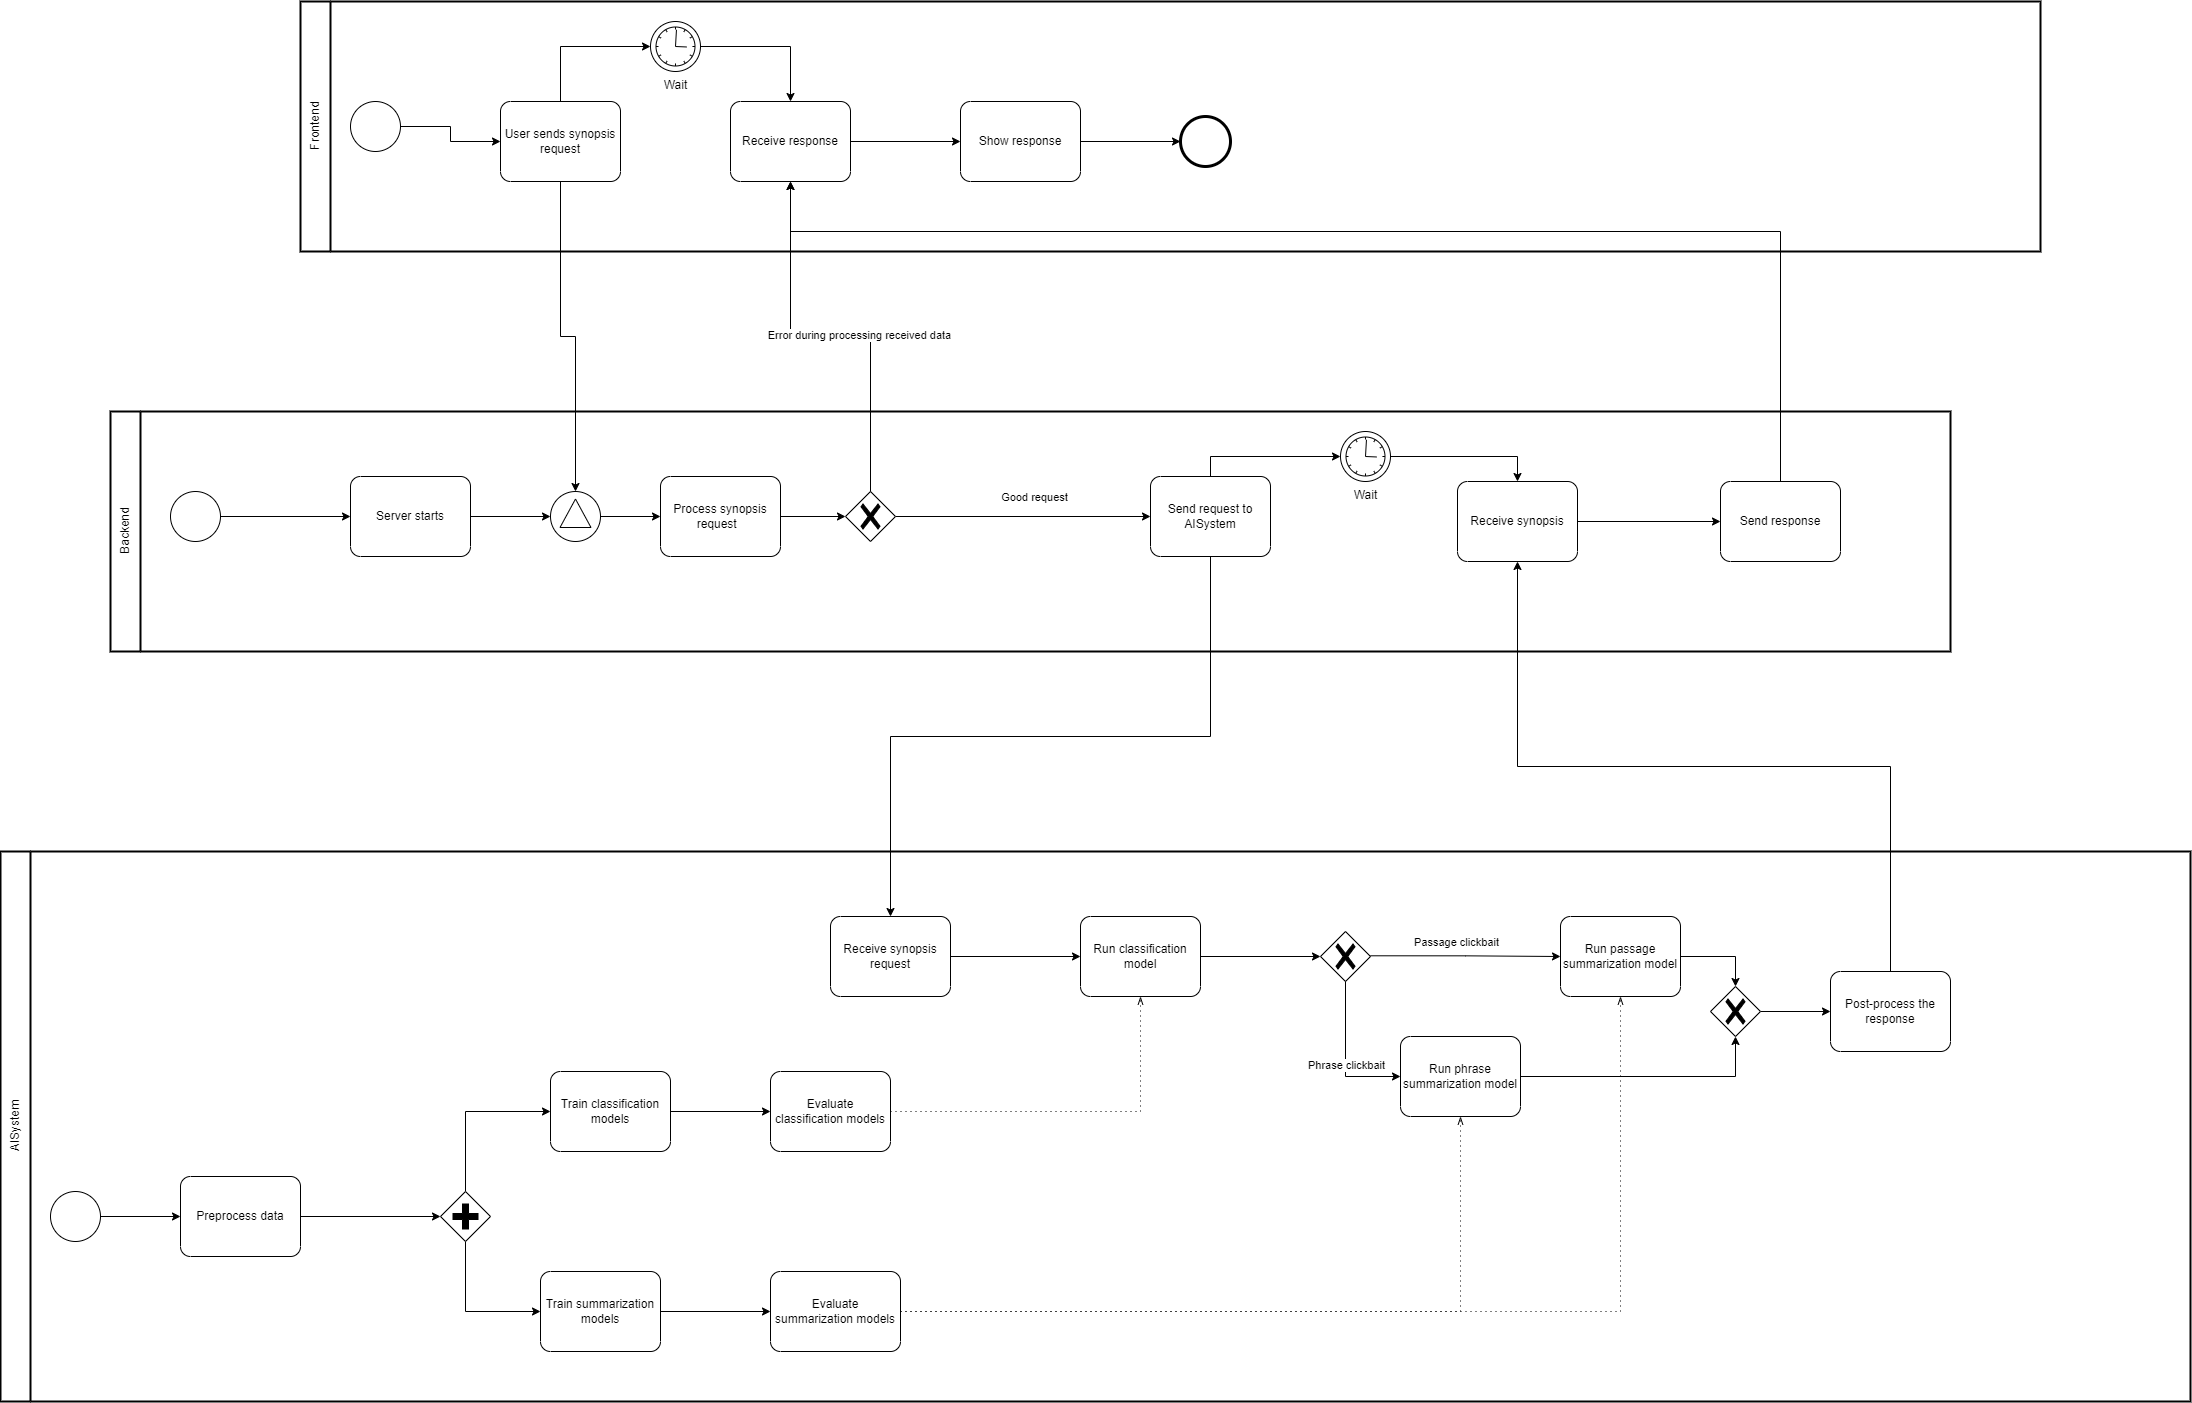 Frontend
Wait
User sends synopsis
request
Receive response
Show response
Error during processing received data
Backend
Server starts
Process synopsis
request
Good request
Send request to
AISystem
Wait
Receive synopsis
Send response
AISystem
Receive synopsis
request
Run classification
model
Passage clickbait
Run passage
summarization model
Phrase clickbait
Run phrase
summarization model
Post-process the
response
Train classification
models
Evaluate
classification models
Preprocess data
Train summarization
models
Evaluate
summarization models